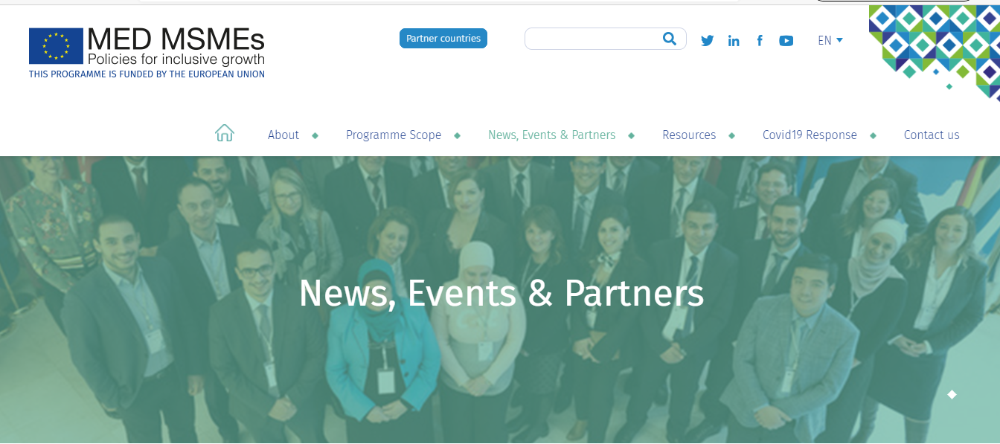 MED MSMEs
Policies for inclusive growth
THIS PROGRAMME IS FUNDED BY THE EUROPEAN UNION
Partner countries
EN
About
Programme Scope
News, Events & Partners
Resources
Covid19 Response
Contact us
News, Events & Partners